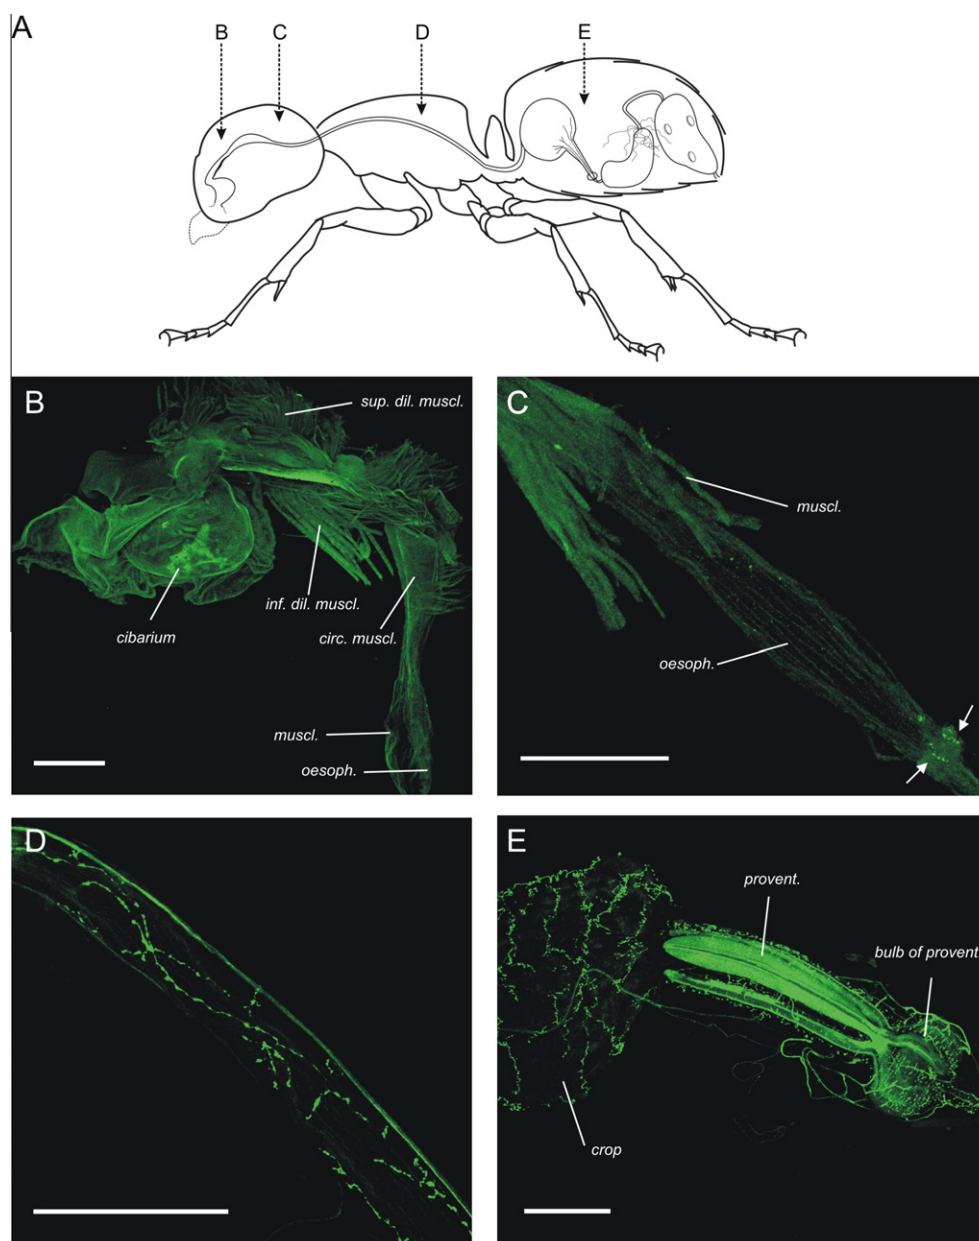 A
B
C
D
E
B
sup. dil. muscl.
cibarium
inf. dil. muscl.
circ. muscl.
muscl.
oesoph.
C
muscl.
oesoph.
D
E
provent.
bulb of provent.
crop